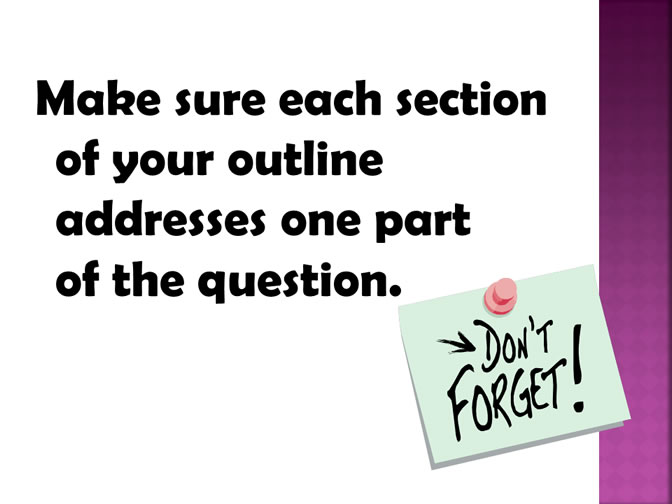 Make sure each section
of your outline
addresses one part
of the question.
DON'T
FORGET!